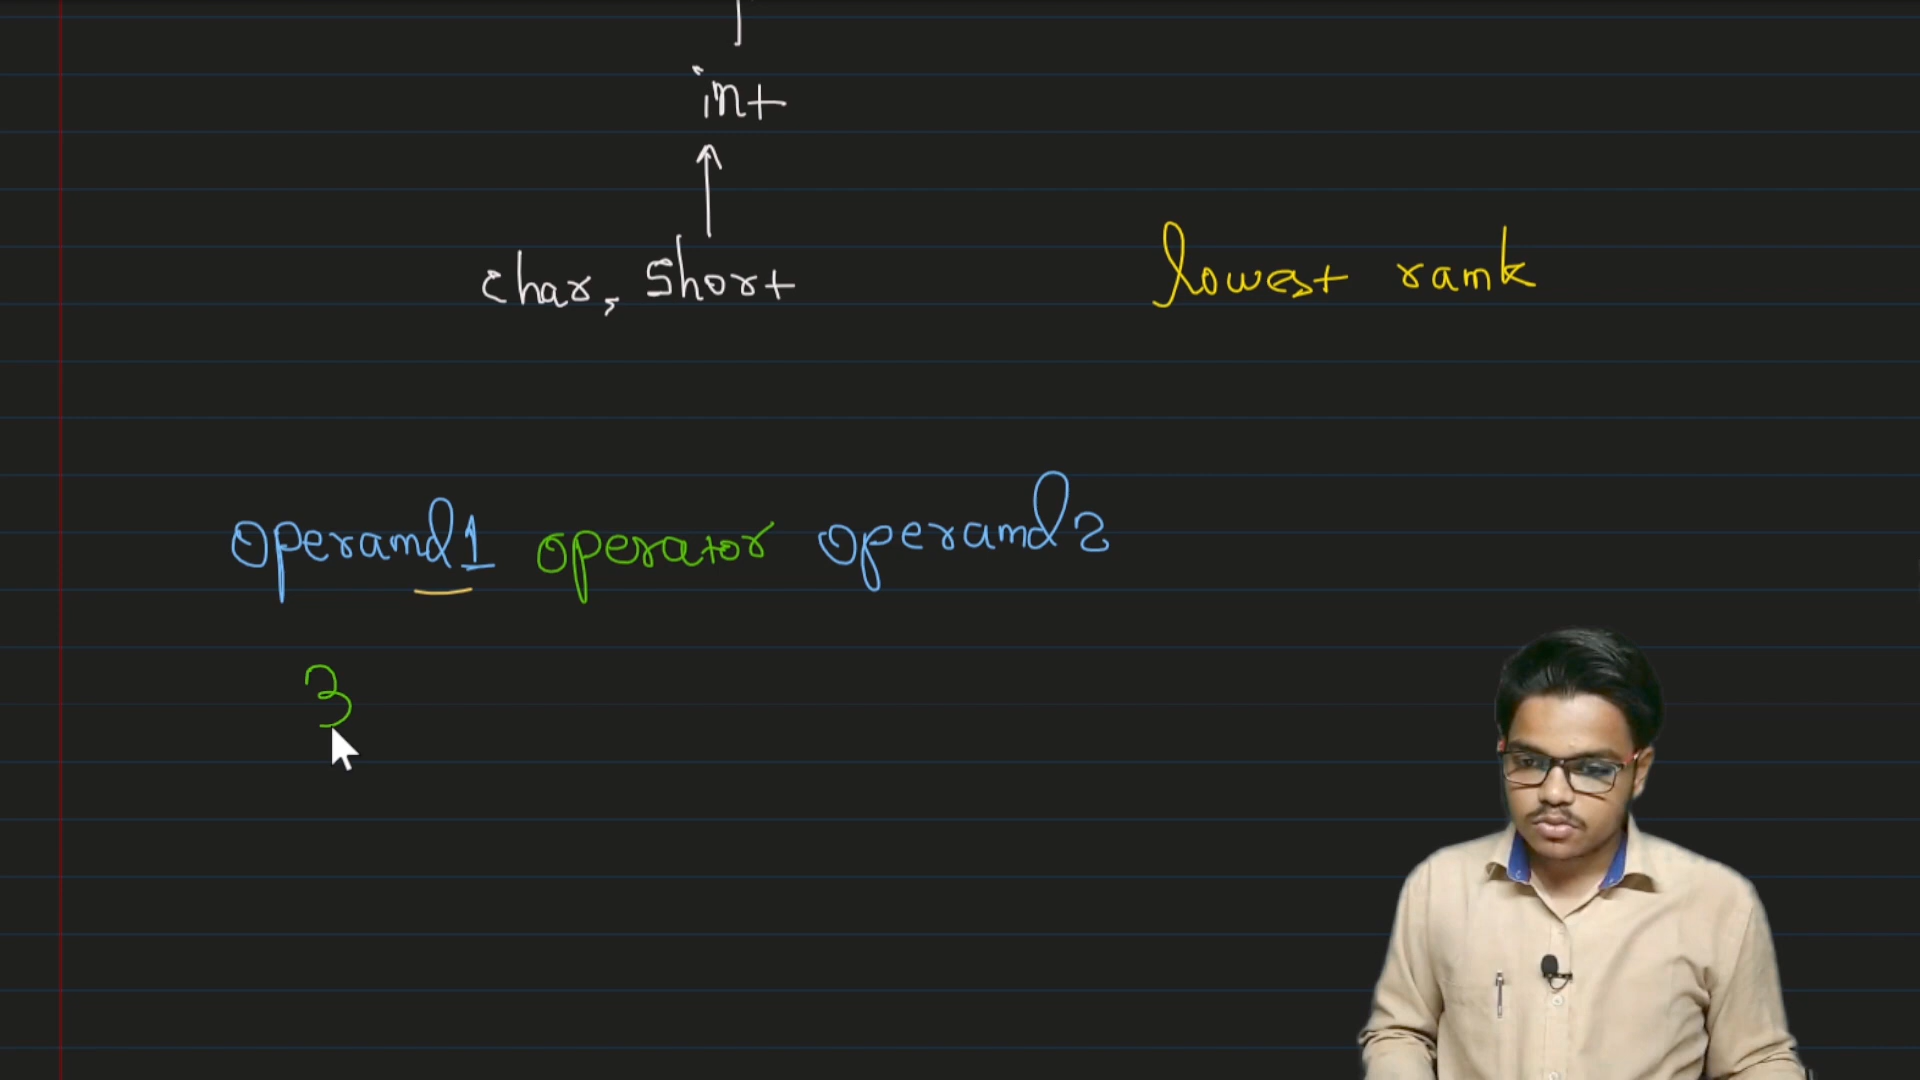 int
char, short lowest rank
operand1 operator operand2
3